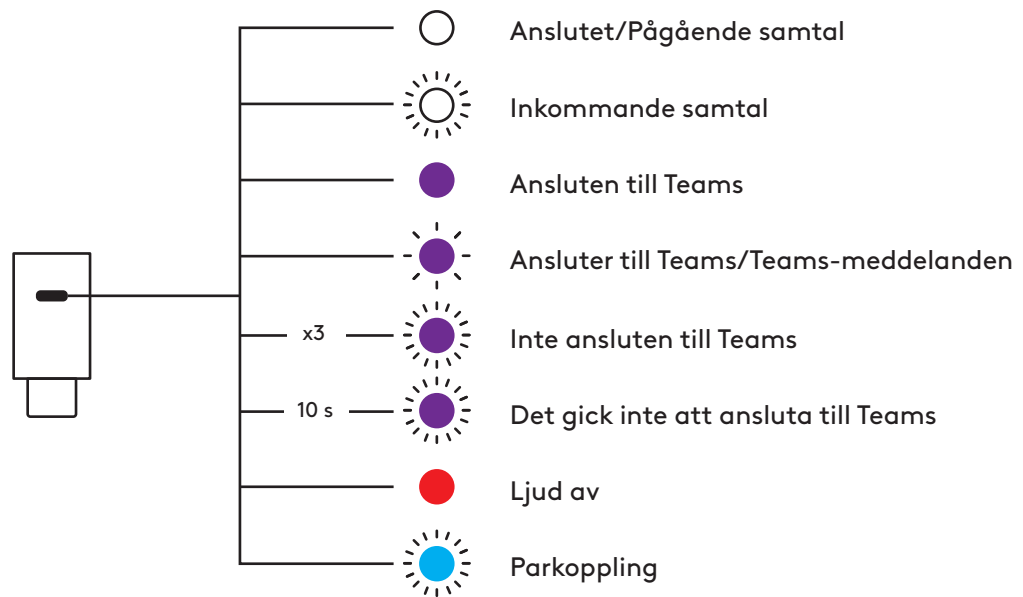 Anslutet/Pågående samtal
Inkommande samtal
Ansluten till Teams
Ansluter till Teams/Teams-meddelanden
x3 Inte ansluten till Teams
10 s Det gick inte att ansluta till Teams
Ljud av
Parkoppling